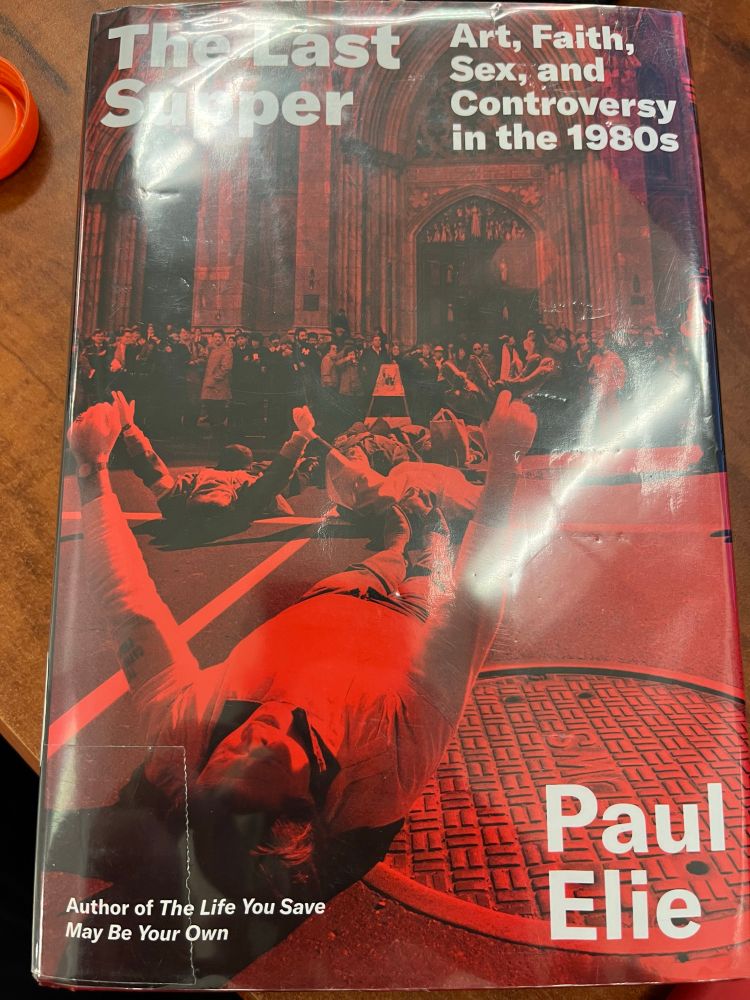 The Last
Supper
Art, Faith,
Sex, and
Controversy
in the 1980s
Paul
Elie
Author of The Life You Save
May Be Your Own